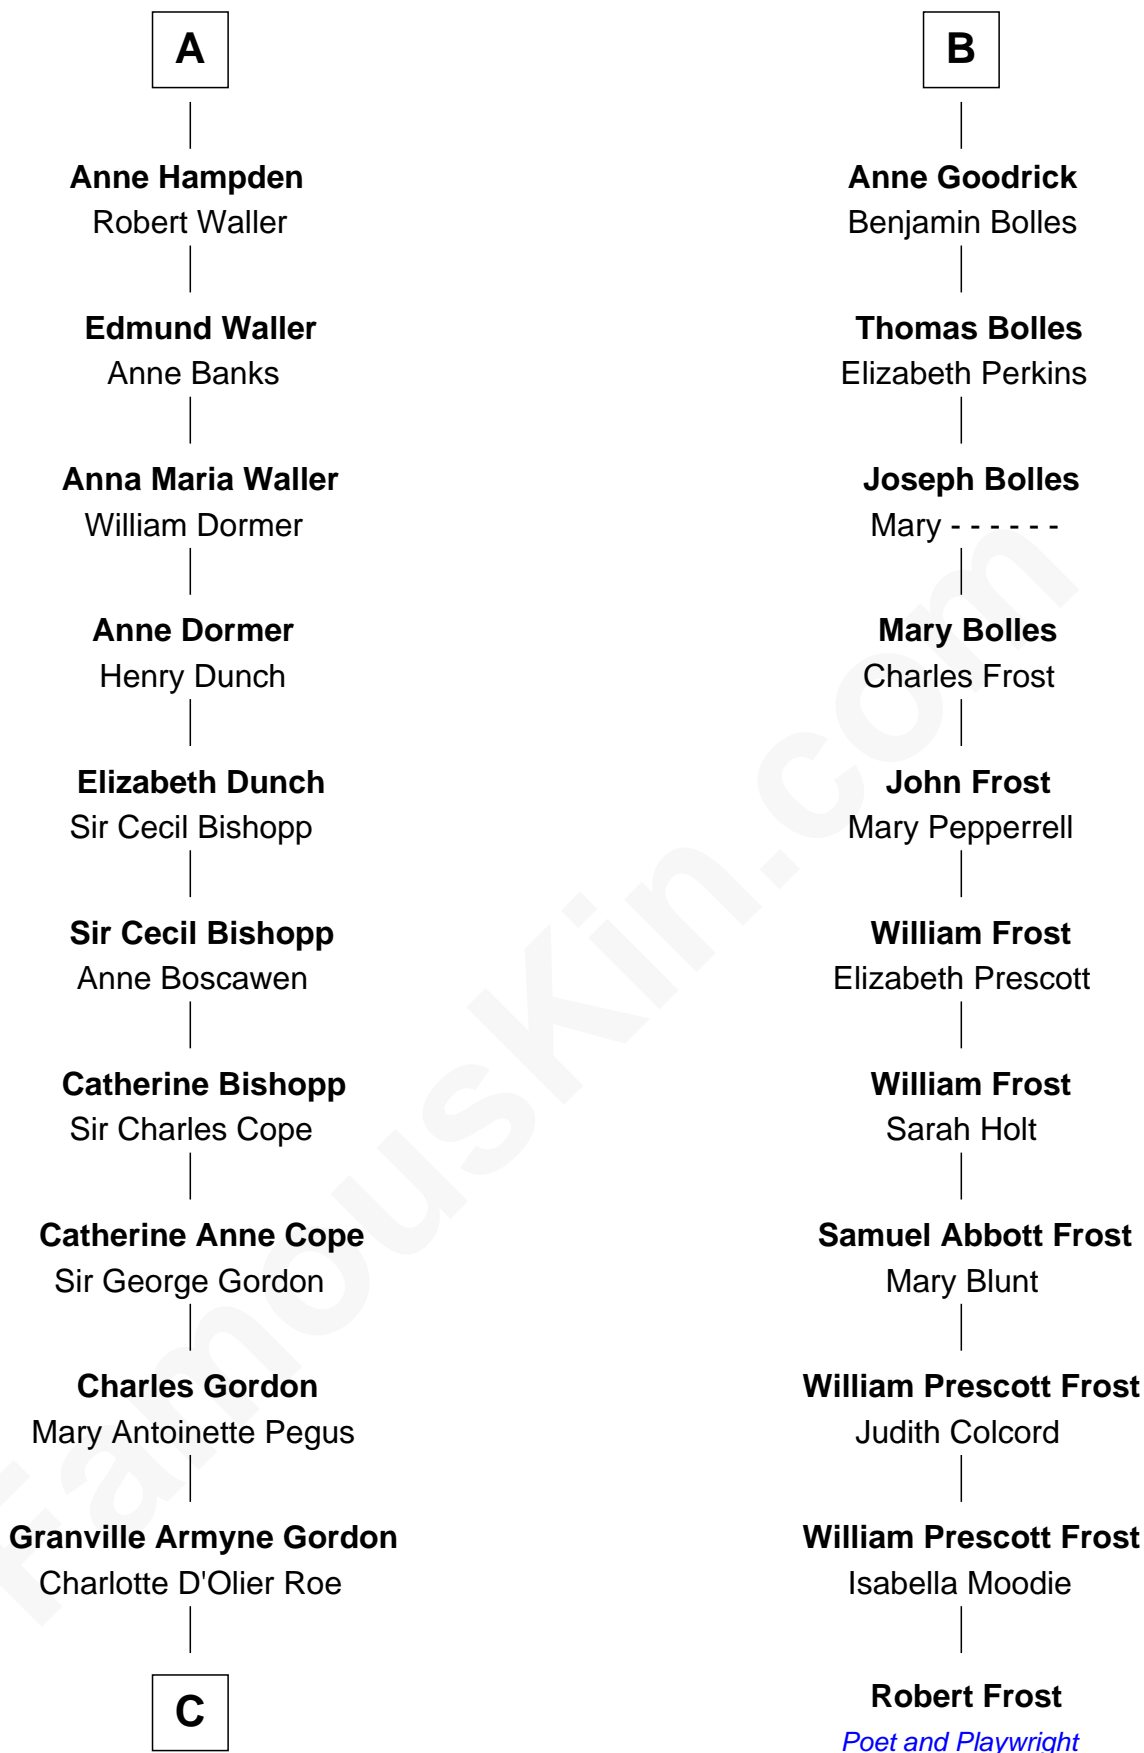 A
Anne Hampden
Robert Waller
Edmund Waller
Anne Banks
Anna Maria Waller
William Dormer
Anne Dormer
Henry Dunch
Elizabeth Dunch
Sir Cecil Bishopp
Sir Cecil Bishopp
Anne Boscawen
Catherine Bishopp
Sir Charles Cope
Catherine Anne Cope
Sir George Gordon
Charles Gordon
Mary Antoinette Pegus
Granville Armyne Gordon
Charlotte D'Olier Roe
C
B
Anne Goodrick
Benjamin Bolles
Thomas Bolles
Elizabeth Perkins
Joseph Bolles
Mary - - - - - -
Mary Bolles
Charles Frost
John Frost
Mary Pepperrell
William Frost
Elizabeth Prescott
William Frost
Sarah Holt
Samuel Abbott Frost
Mary Blunt
William Prescott Frost
Judith Colcord
William Prescott Frost
Isabella Moodie
Robert Frost
Poet and Playwright
FamousKin.com